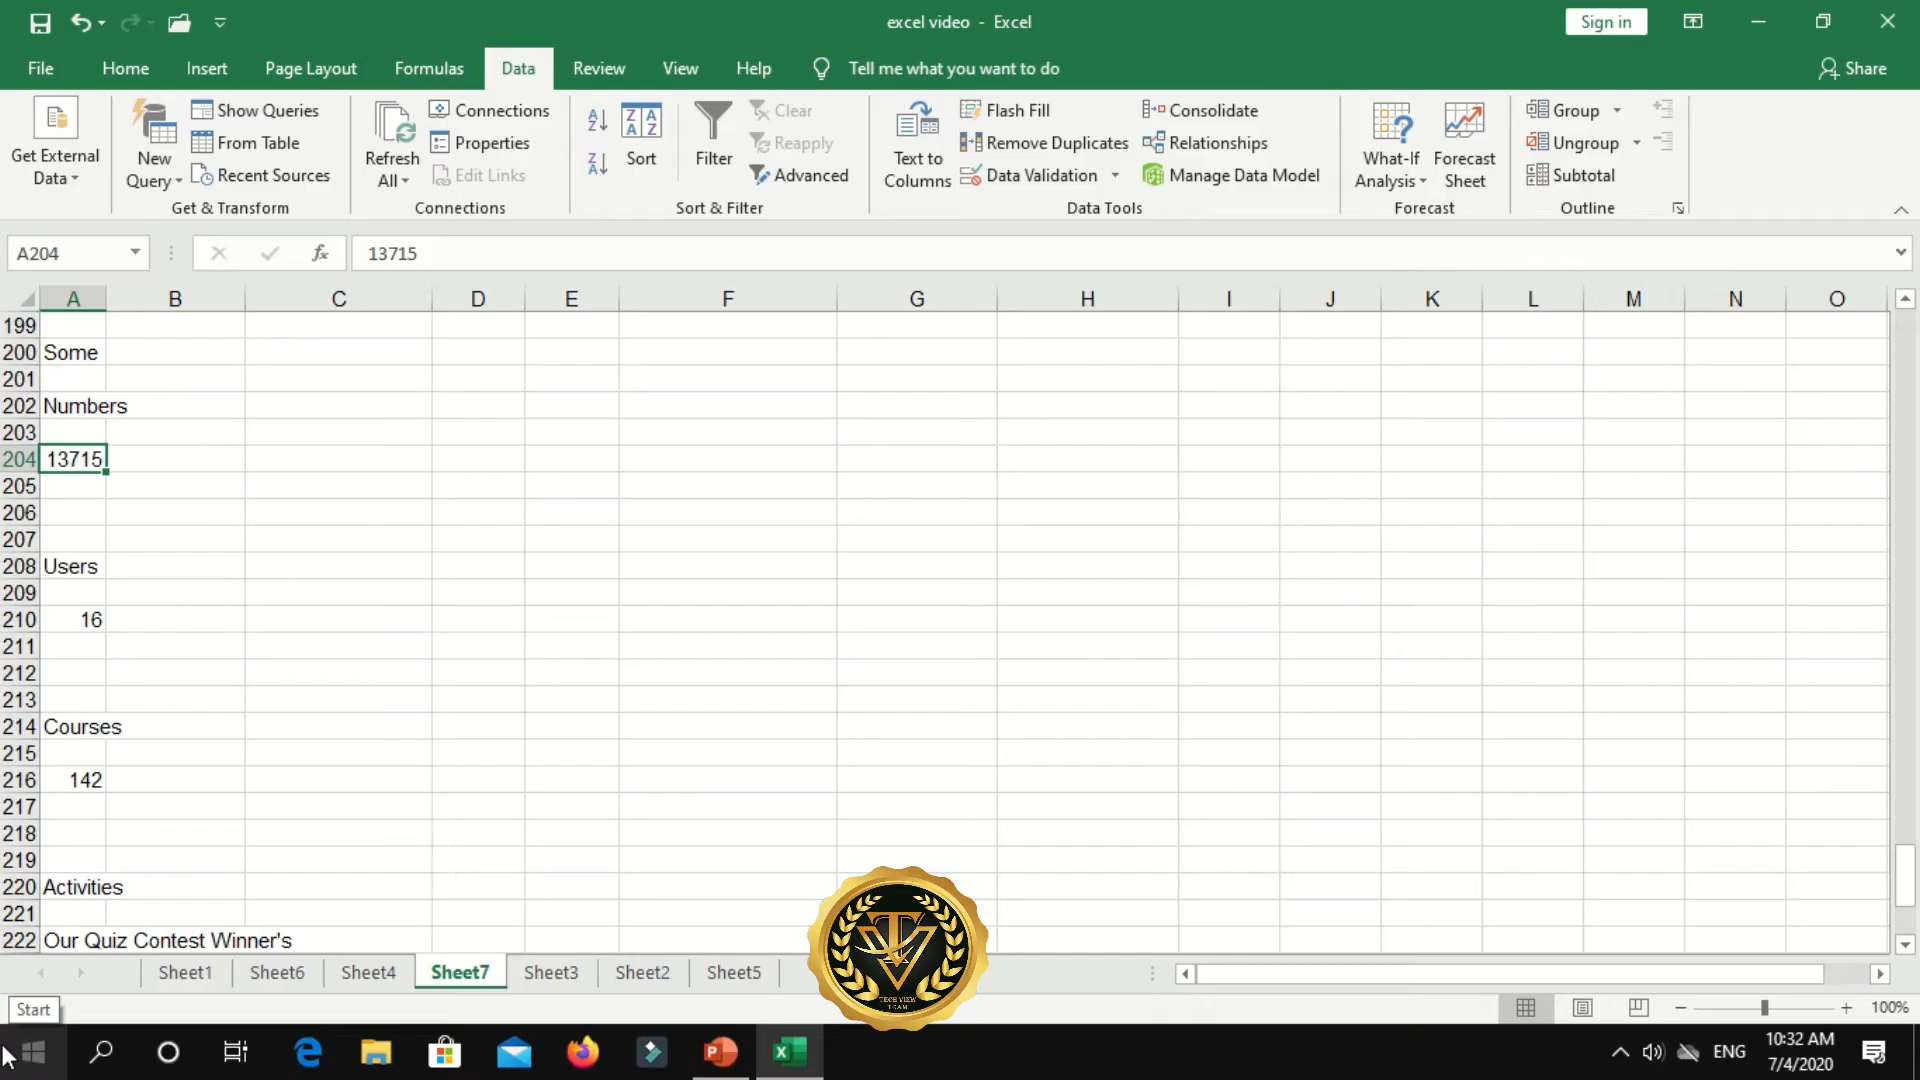 excel video - Excel
Sign in
File Home Insert Page Layout Formulas Data Review View Help Tell me what you want to do Share
Get External Data
New Query
Show Queries
From Table
Recent Sources
Get & Transform
Refresh All
Connections
Properties
Edit Links
Connections
Sort
Filter
Clear
Reapply
Advanced
Sort & Filter
Text to Columns
Flash Fill
Remove Duplicates
Data Validation
Consolidate
Relationships
Manage Data Model
Data Tools
What-If Analysis
Forecast Sheet
Forecast
Group
Ungroup
Subtotal
Outline
A204 fx 13715
A B C D E F G H I J K L M N O
199
200 Some
201
202 Numbers
203
204 13715
205
206
207
208 Users
209
210 16
211
212
213
214 Courses
215
216 142
217
218
219
220 Activities
221
222 Our Quiz Contest Winner's
Sheet1 Sheet6 Sheet4 Sheet7 Sheet3 Sheet2 Sheet5
TECH VIEW
TEAM
Start
100%
ENG
10:32 AM
7/4/2020